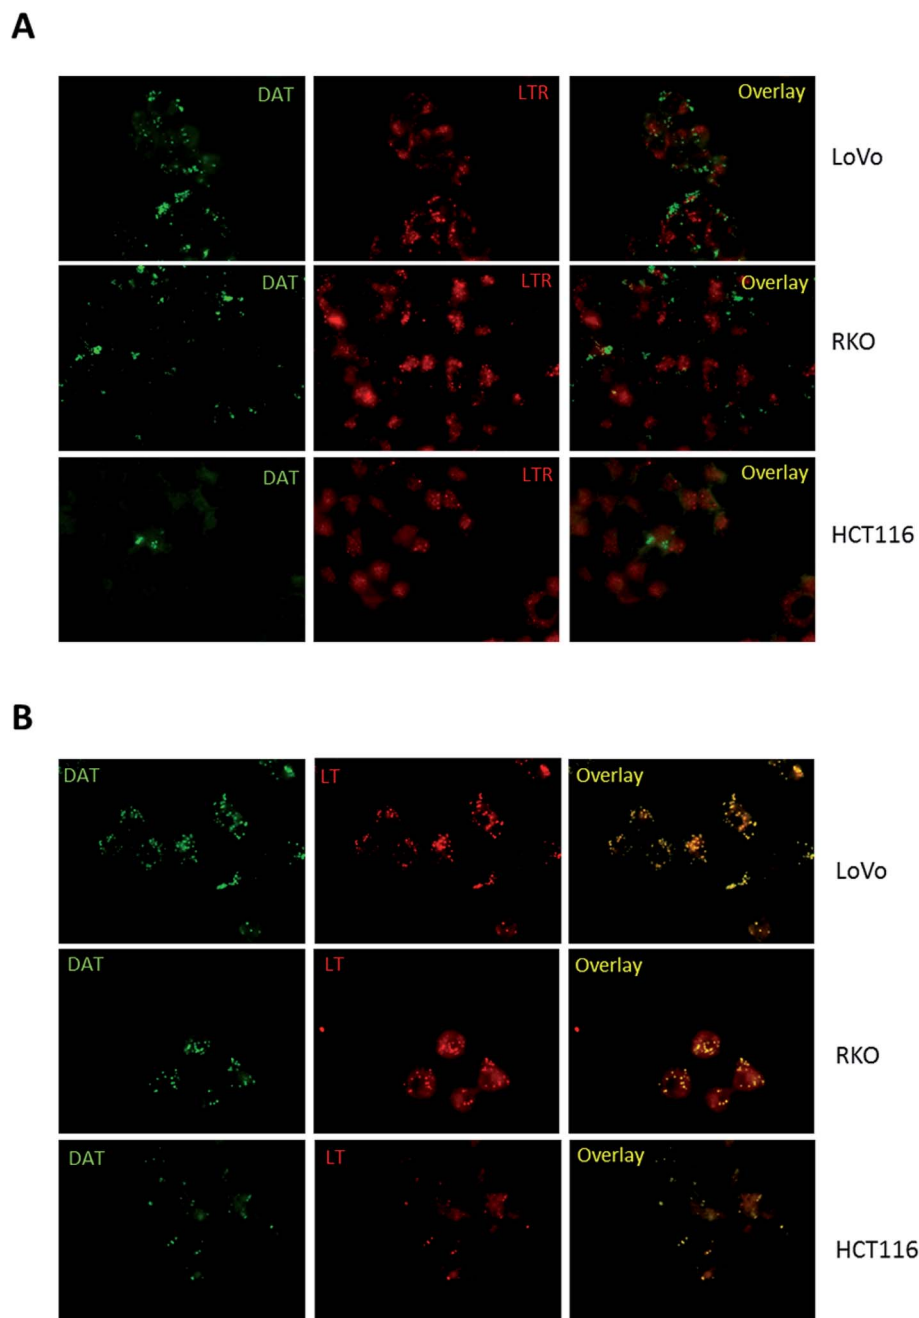 A
DAT LTR Overlay LoVo
DAT LTR Overlay RKO
DAT LTR Overlay HCT116
B
DAT LT Overlay LoVo
DAT LT Overlay RKO
DAT LT Overlay HCT116